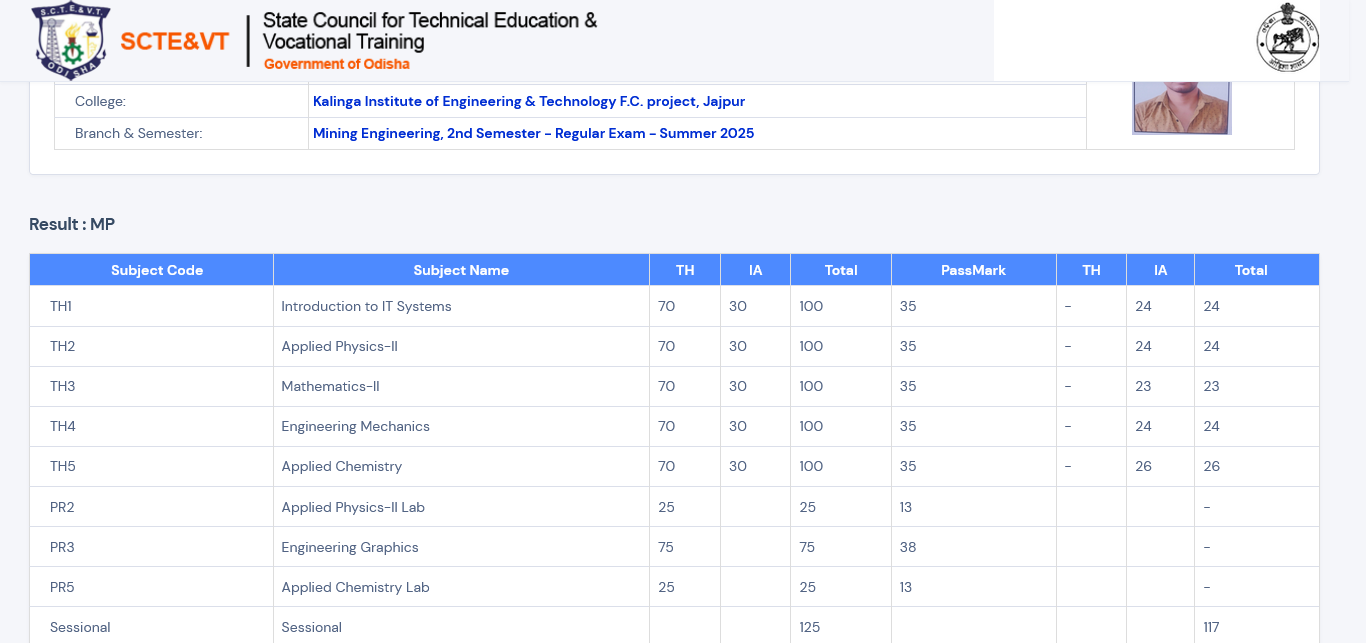 S.C.T.E.&V.T.
ODISHA
SCTE&VT
State Council for Technical Education &
Vocational Training
Government of Odisha
College: Kalinga Institute of Engineering & Technology F.C. project, Jajpur
Branch & Semester: Mining Engineering, 2nd Semester - Regular Exam - Summer 2025
Result : MP
Subject Code Subject Name TH IA Total PassMark TH IA Total
TH1 Introduction to IT Systems 70 30 100 35 - 24 24
TH2 Applied Physics-II 70 30 100 35 - 24 24
TH3 Mathematics-II 70 30 100 35 - 23 23
TH4 Engineering Mechanics 70 30 100 35 - 24 24
TH5 Applied Chemistry 70 30 100 35 - 26 26
PR2 Applied Physics-II Lab 25 25 13 -
PR3 Engineering Graphics 75 75 38 -
PR5 Applied Chemistry Lab 25 25 13 -
Sessional Sessional 125 117